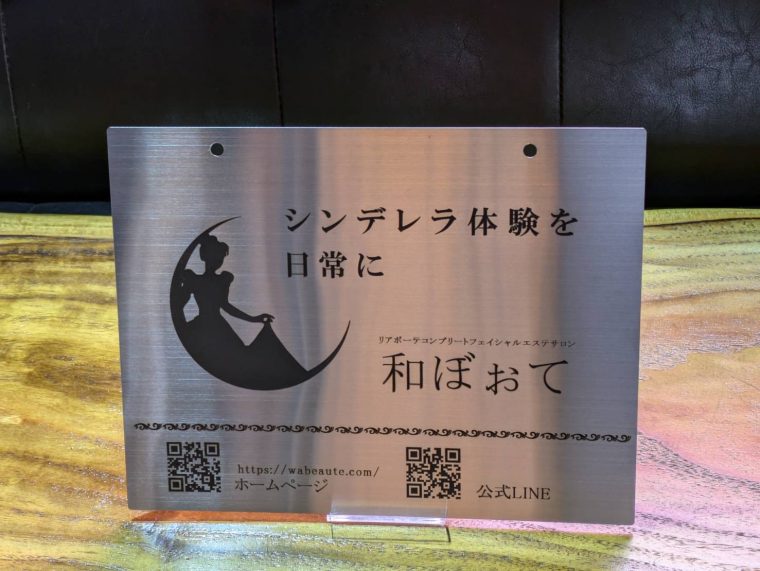 シンデレラ体験を
日常に
リアボーテコンプリートフェイシャルエステサロン
和ぼぉて
https://wabeaute.com/
ホームページ
公式LINE